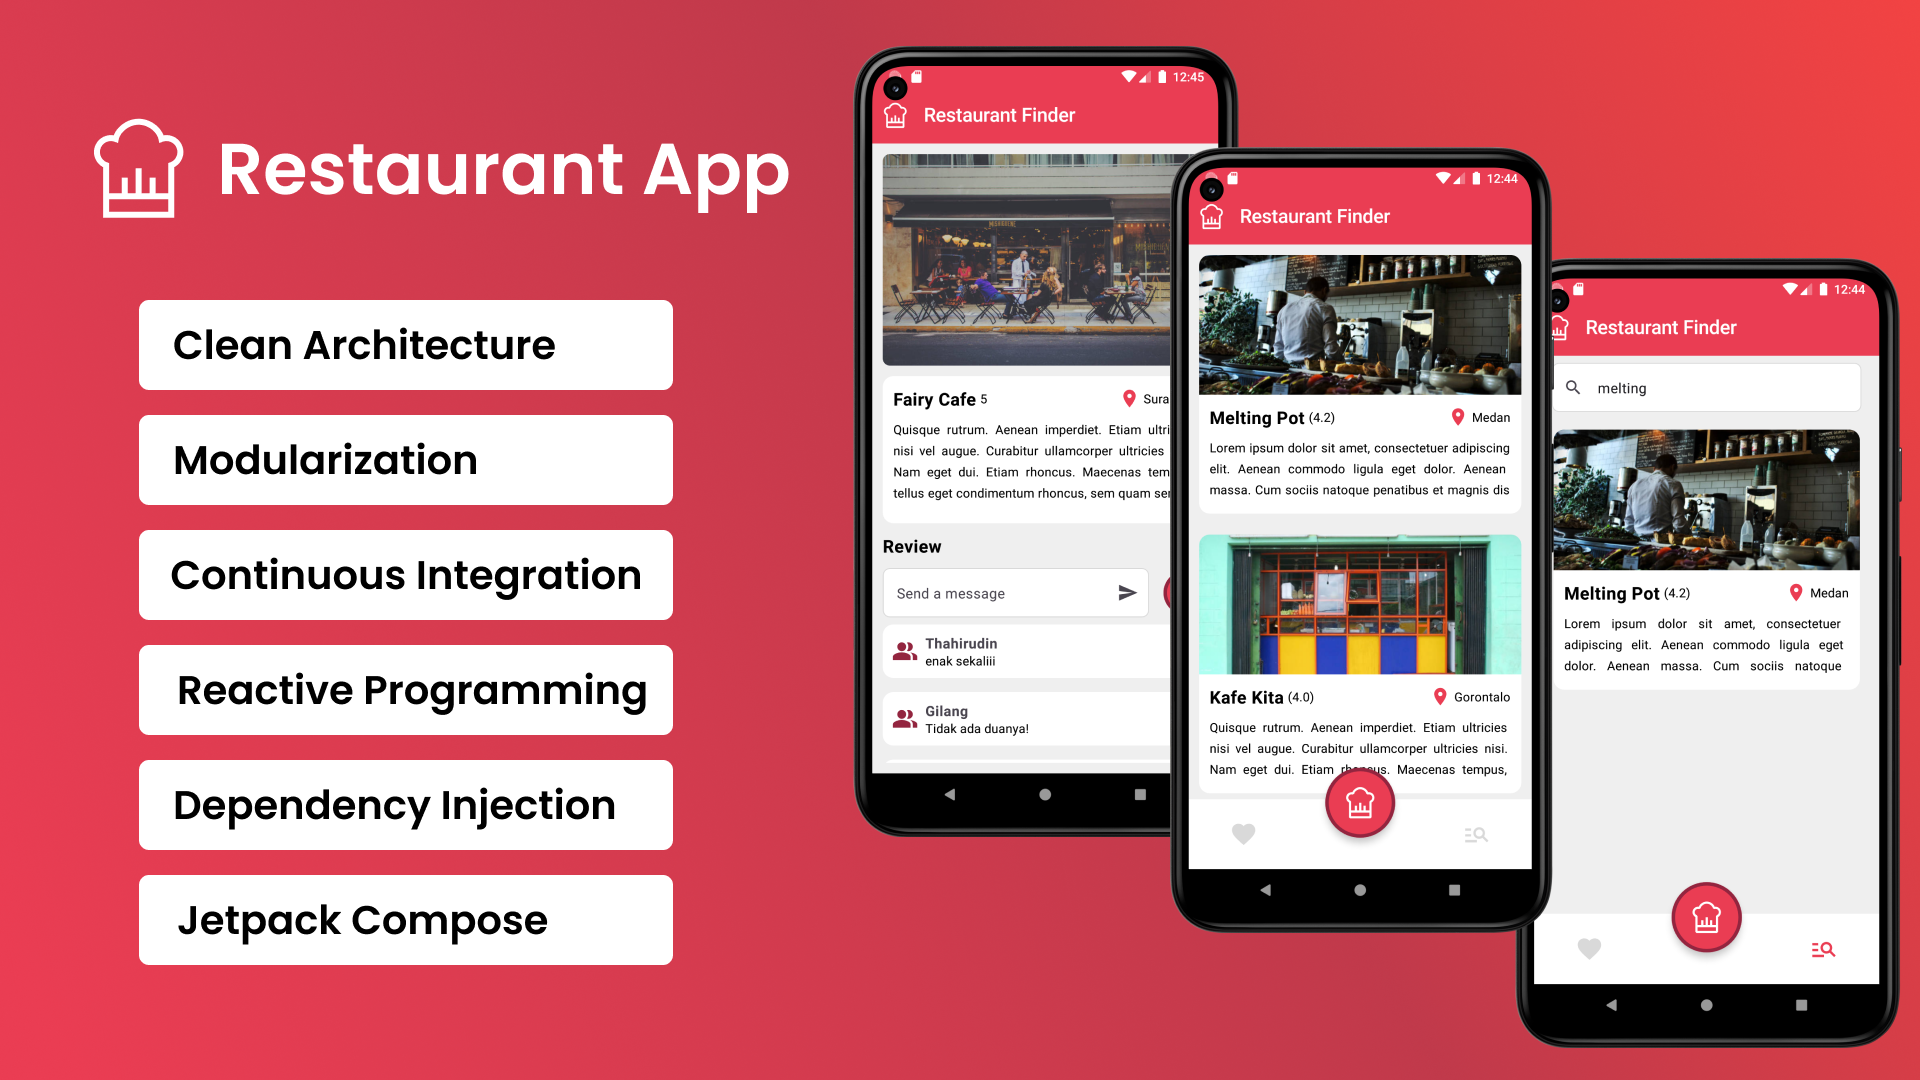 Restaurant App
Clean Architecture
Modularization
Continuous Integration
Reactive Programming
Dependency Injection
Jetpack Compose
12:45
Restaurant Finder
Fairy Cafe 5
Sura
Quisque rutrum. Aenean imperdiet. Etiam ultri
nisi vel augue. Curabitur ullamcorper ultricies
Nam eget dui. Etiam rhoncus. Maecenas tem
tellus eget condimentum rhoncus, sem quam se
Review
Send a message
Thahirudin
enak sekaliii
Gilang
Tidak ada duanya!
12:44
Restaurant Finder
Melting Pot (4.2)
Medan
Lorem ipsum dolor sit amet, consectetuer adipiscing
elit. Aenean commodo ligula eget dolor. Aenean
massa. Cum sociis natoque penatibus et magnis dis
Kafe Kita (4.0)
Gorontalo
Quisque rutrum. Aenean imperdiet. Etiam ultricies
nisi vel augue. Curabitur ullamcorper ultricies nisi.
Nam eget dui. Etiam rhoncus. Maecenas tempus,
12:44
Restaurant Finder
melting
Melting Pot (4.2)
Medan
Lorem ipsum dolor sit amet, consectetuer
adipiscing elit. Aenean commodo ligula eget
dolor. Aenean massa. Cum sociis natoque